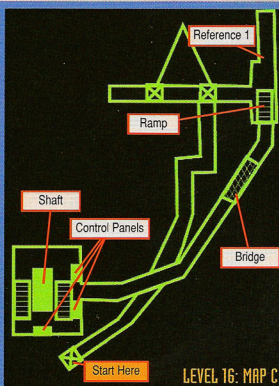 Reference 1
Ramp
Shaft
Control Panels
Bridge
Start Here
LEVEL 16: MAP C